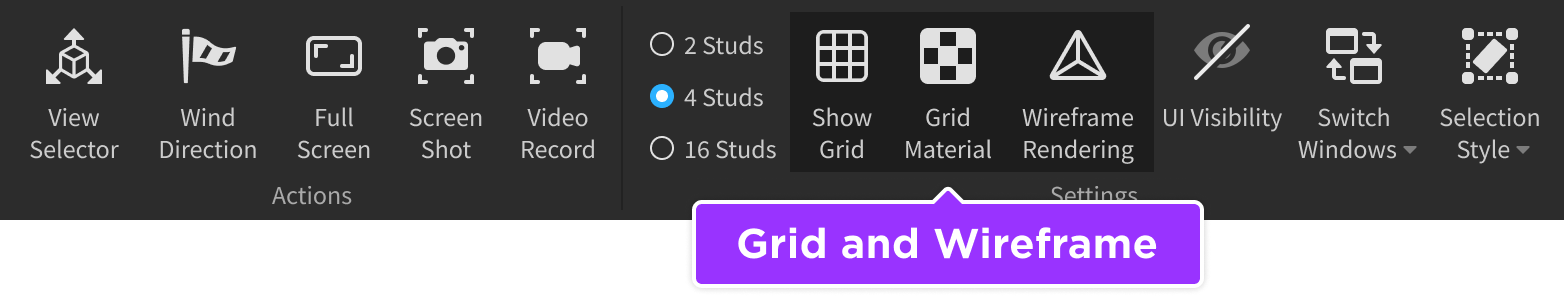 View
Selector
Wind
Direction
Full
Screen
Screen
Shot
Video
Record
Actions
2 Studs
4 Studs
16 Studs
Show
Grid
Grid
Material
Wireframe
Rendering
UI Visibility
Switch
Windows
Selection
Style
Settings
Grid and Wireframe